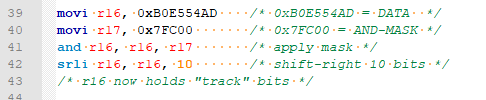 39 movi r16, 0xB0E554AD /* 0xB0E554AD = DATA */
40 movi r17, 0x7FC00 /* 0x7FC00 = AND-MASK */
41 and r16, r16, r17 /* apply mask */
42 srli r16, r16, 10 /* shift-right 10 bits */
43 /* r16 now holds "track" bits */
44